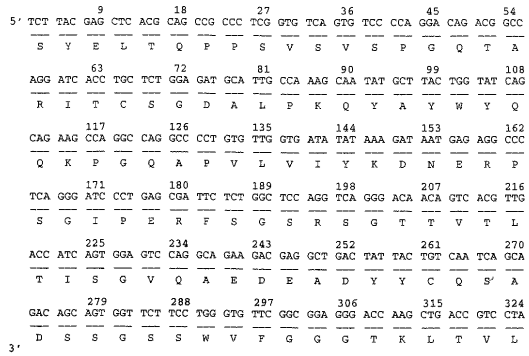 9 18 27 36 45 54
5' TCT TAC GAG CTC ACG CAG CCG CCC TCG GTG TCA GTG TCC CCA GGA CAG ACG GCC
S Y E L T Q P P S V S V S P G Q T A
63 72 81 90 99 108
AGG ATC ACC TGC TCT GGA GAT GCA TTG CCA AAG CAA TAT GCT TAC TGG TAT CAG
R I T C S G D A L P K Q Y A Y W Y Q
117 126 135 144 153 162
CAG AAG CCA GGC CAG GCC CCT GTG TTG GTG ATA TAT AAA GAT AAT GAG AGG CCC
Q K P G Q A P V L V I Y K D N E R P
171 180 189 198 207 216
TCA GGG ATC CCT GAG CGA TTC TCT GGC TCC AGG TCA GGG ACA ACA GTC ACG TTG
S G I P E R F S G S R S G T T V T L
225 234 243 252 261 270
ACC ATC AGT GGA GTC CAG GCA GAA GAC GAG GCT GAC TAT TAC TGT CAA TCA GCA
T I S G V Q A E D E A D Y Y C Q S A
279 288 297 306 315 324
GAC AGC AGT GGT TCT TCC TGG GTG TTC GGC GGA GGG ACC AAG CTG ACC GTC CTA
D S S G S S W V F G G G T K L T V L
3'